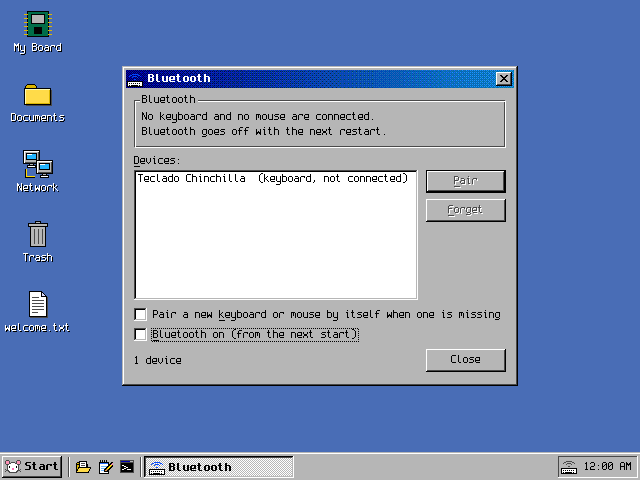 My Board
Documents
Network
Trash
welcome.txt
Bluetooth
Bluetooth
No keyboard and no mouse are connected.
Bluetooth goes off with the next restart.
Devices:
Teclado Chinchilla (keyboard, not connected)
Pair
Forget
Pair a new keyboard or mouse by itself when one is missing
Bluetooth on (from the next start)
1 device
Close
Start
Bluetooth
12:00 AM